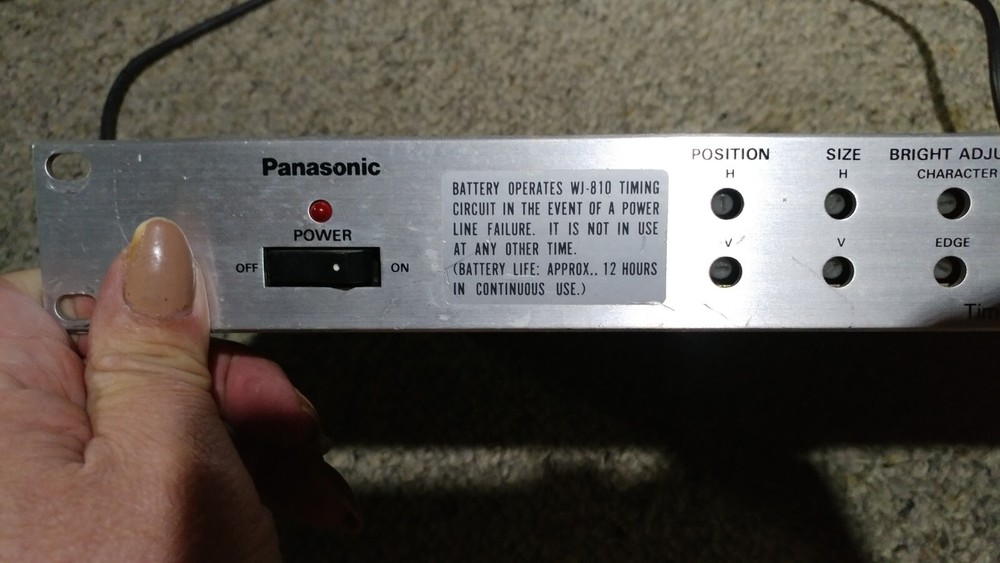 Panasonic
POWER
OFF
ON
BATTERY OPERATES WJ-810 TIMING
CIRCUIT IN THE EVENT OF A POWER
LINE FAILURE. IT IS NOT IN USE
AT ANY OTHER TIME.
(BATTERY LIFE: APPROX.. 12 HOURS
IN CONTINUOUS USE.)
POSITION
H
V
SIZE
H
V
BRIGHT
CHARACTER
EDGE